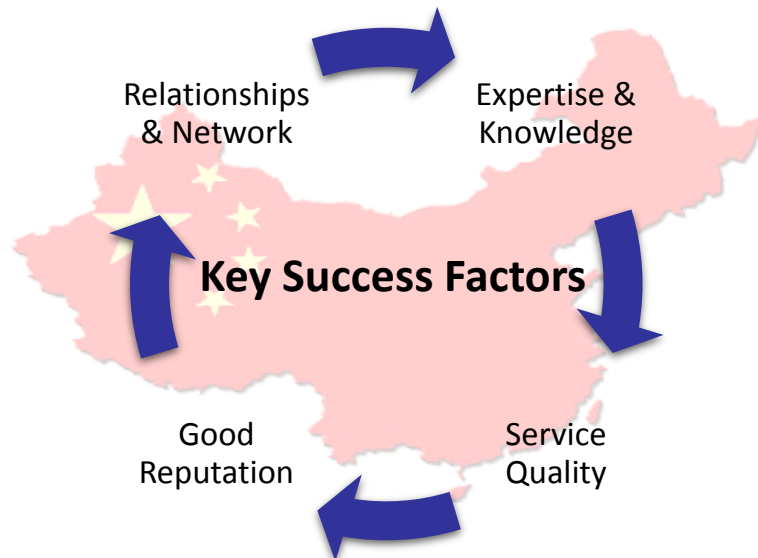 Relationships
& Network
Expertise &
Knowledge
Key Success Factors
Good
Reputation
Service
Quality